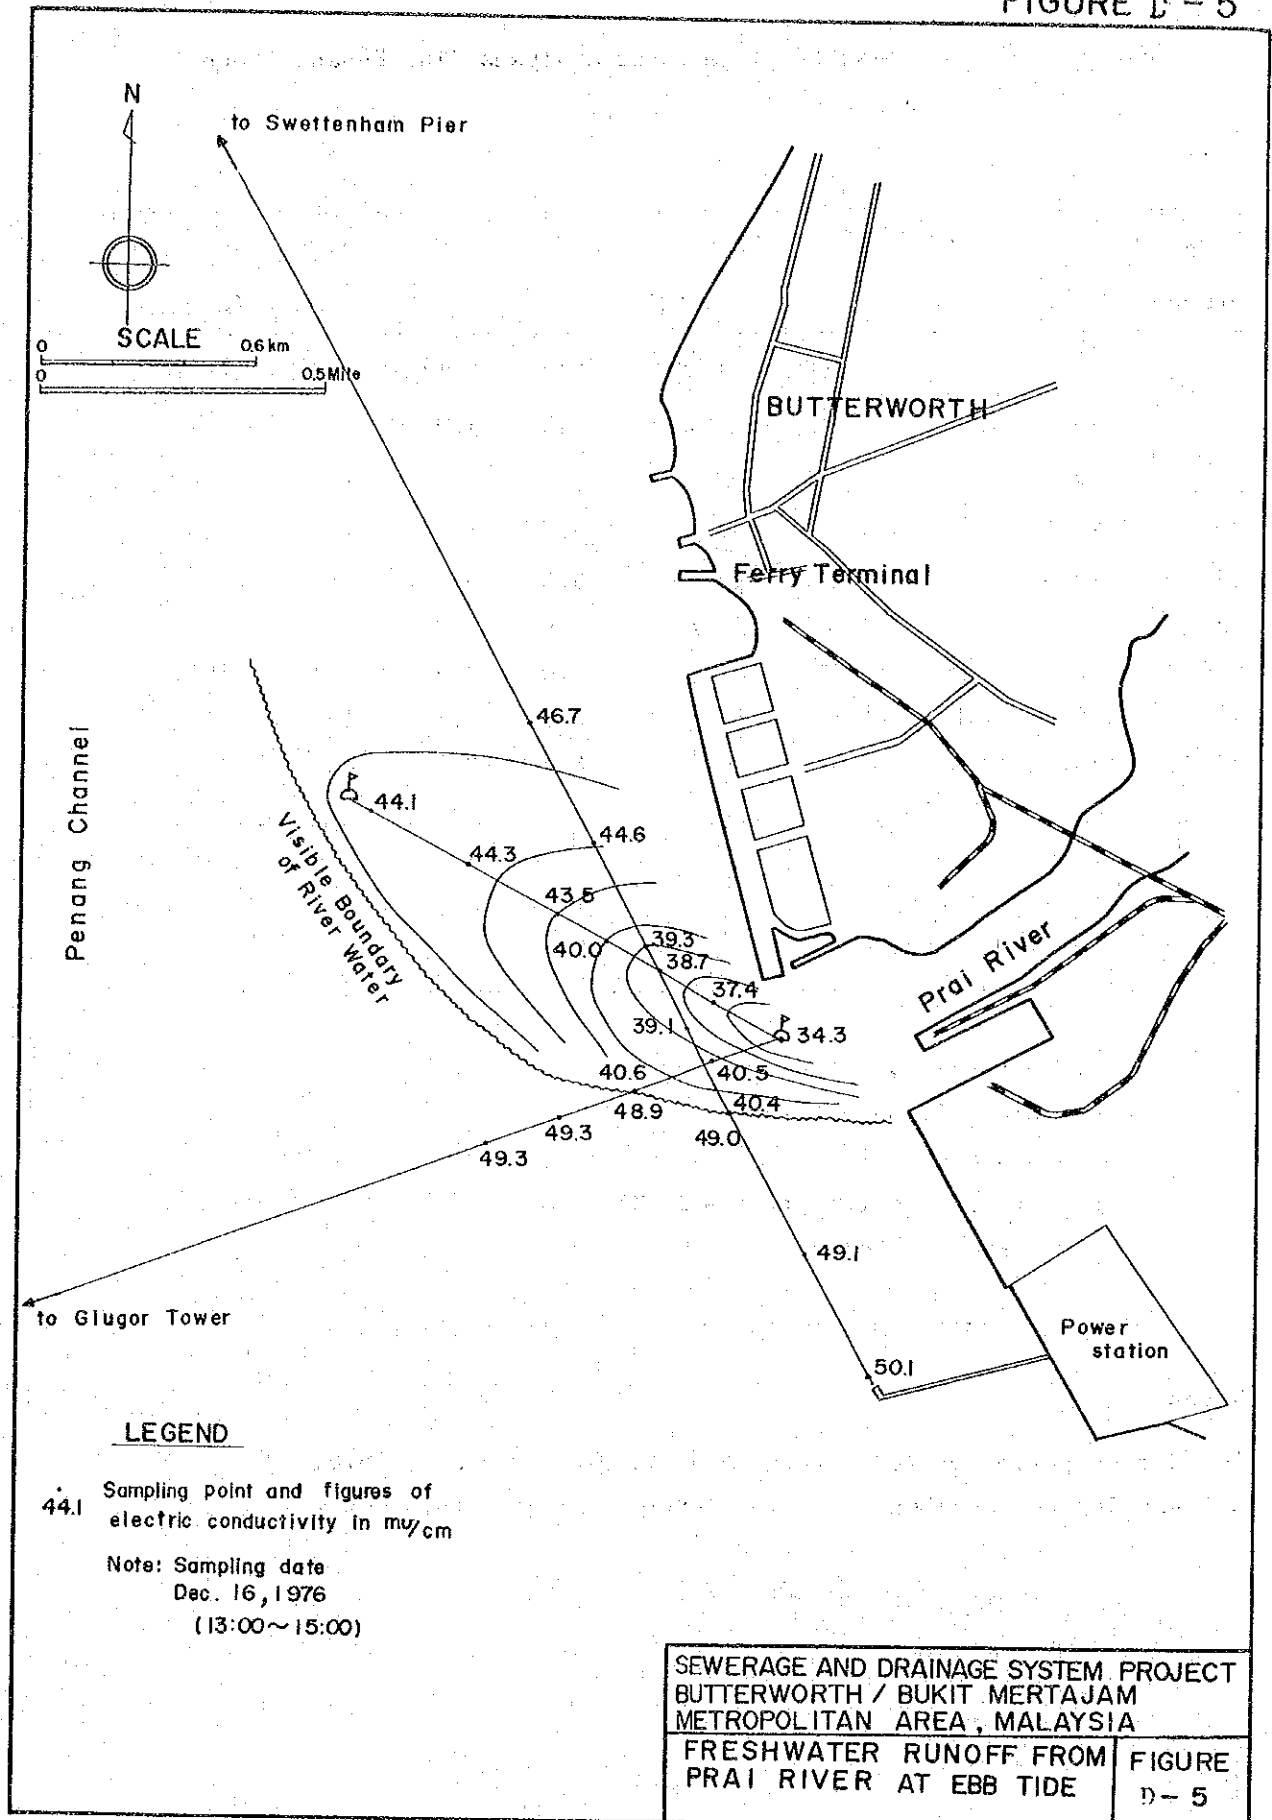 FIGURE D - 5
N
to Swettenham Pier
SCALE
0 0.6 km
0 0.5 Mile
BUTTERWORTH
Ferry Terminal
Penang Channel
46.7
44.1
44.6
44.3
Visible Boundary
of River Water
43.5
39.3
40.0
38.7
37.4
Prai River
39.1
34.3
40.6
40.5
48.9
40.4
49.3
49.0
49.3
49.1
to Glugor Tower
50.1
Power
station
LEGEND
44.1 Sampling point and figures of
electric conductivity in mʊ/cm
Note: Sampling date
Dec. 16, 1976
(13:00~15:00)
SEWERAGE AND DRAINAGE SYSTEM PROJECT
BUTTERWORTH / BUKIT MERTAJAM
METROPOLITAN AREA, MALAYSIA
FRESHWATER RUNOFF FROM
PRAI RIVER AT EBB TIDE
FIGURE
D - 5